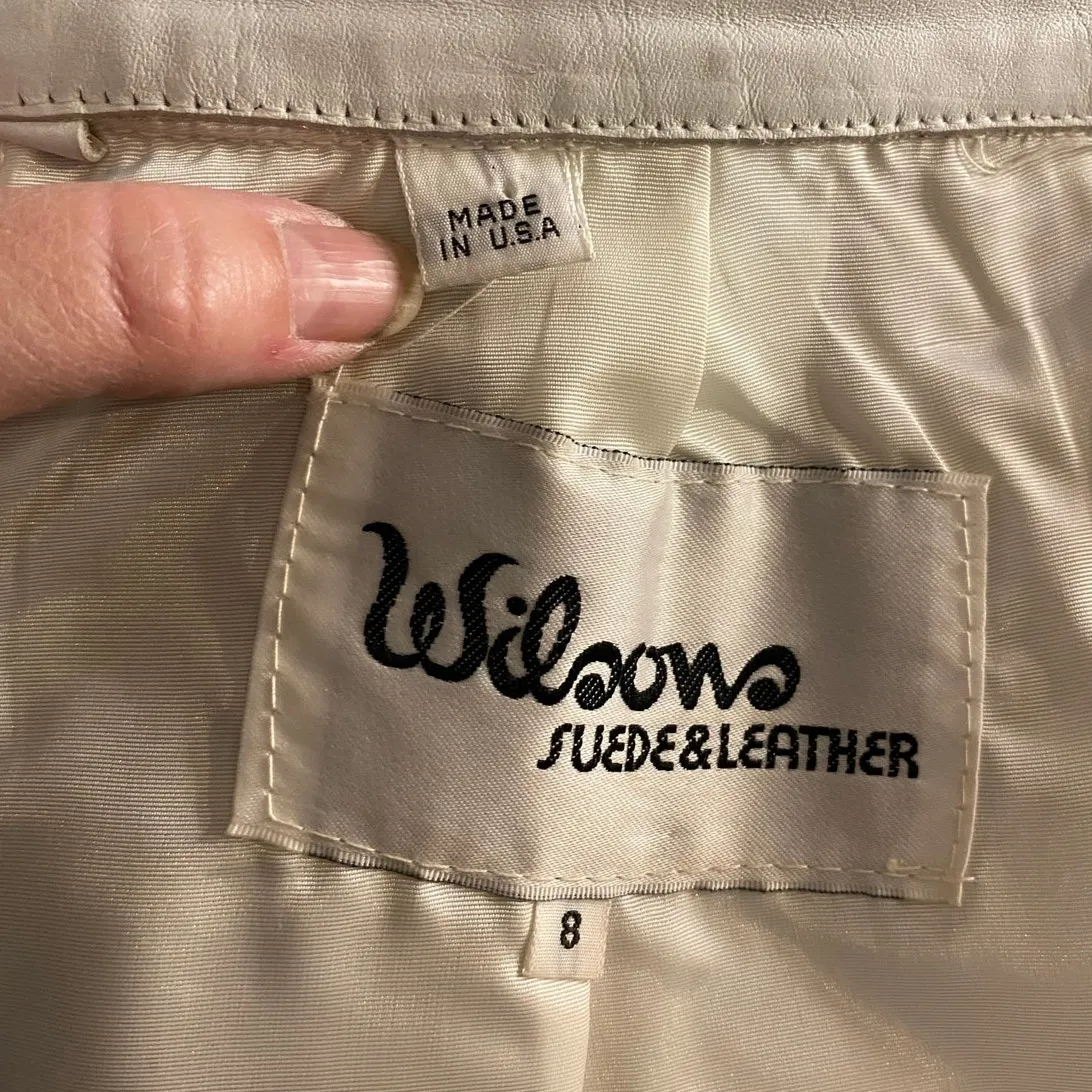 MADE
IN U.S.A
Wilsons
SUEDE & LEATHER
8